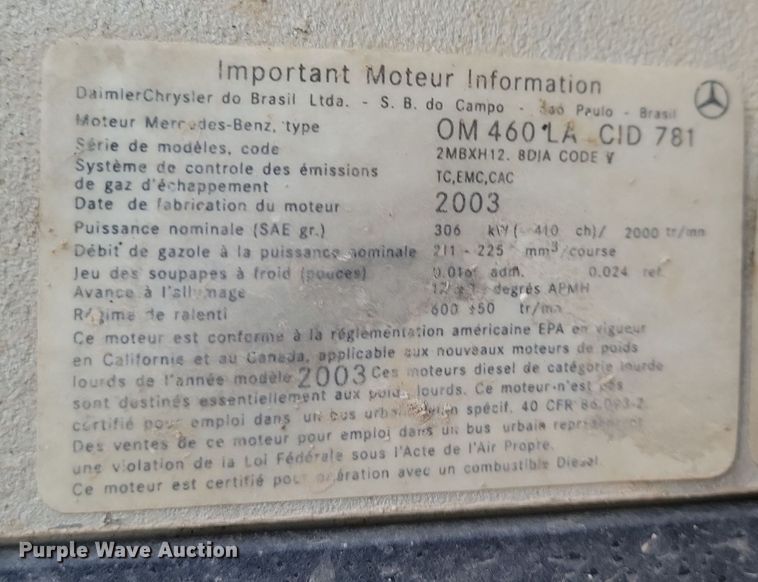 Important Moteur Information
DaimlerChrysler do Brasil Ltda. - S. B. do Campo - São Paulo - Brasil
Moteur Mercedes-Benz, type OM 460 LA CID 781
Série de modèles, code 2MBXH12. 8DIA CODE V
Système de controle des émissions
de gaz d'échappement TC,EMC,CAC
Date de fabrication du moteur 2003
Puissance nominale (SAE gr.) 306 kW ( 410 ch)/ 2000 tr/mn
Débit de gazole à la puissance nominale 211 - 225 mm³/course
Jeu des soupapes à froid (pouces) 0.016 adm. 0.024 ref.
Avance à l'allumage degrés APMH
Régime de ralenti 600 ±50 tr/mn
Ce moteur est conforme à la réglementation américaine EPA en vigueur
en Californie et au Canada, applicable aux nouveaux moteurs de poids
lourds de l'année modèle 2003 Ces moteurs diesel de catégorie lourde
sont destinés essentiellement aux poids lourds. Ce moteur n'est pas
certifié pour emploi dans un bus urbain selon spécif. 40 CFR 86.093-2.
Des ventes de ce moteur pour emploi dans un bus urbain représentent
une violation de la Loi Fédérale sous l'Acte de l'Air Propre.
Ce moteur est certifié pour opération avec un combustible Diesel.
Purple Wave Auction